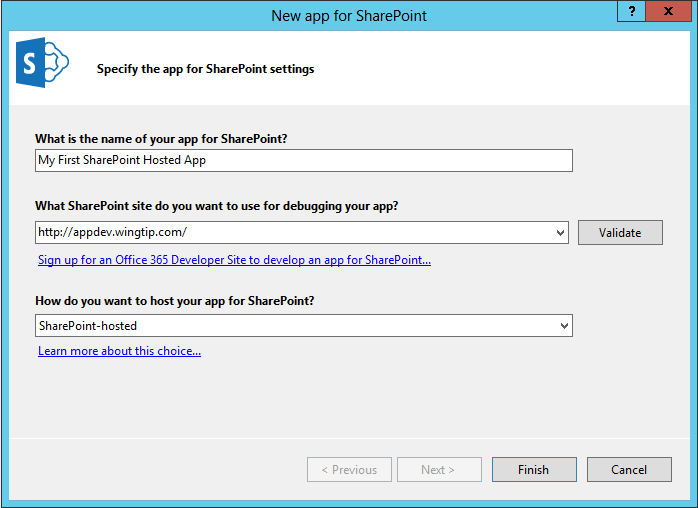 New app for SharePoint
? x
S
Specify the app for SharePoint settings
What is the name of your app for SharePoint?
My First SharePoint Hosted App
What SharePoint site do you want to use for debugging your app?
http://appdev.wingtip.com/ Validate
Sign up for an Office 365 Developer Site to develop an app for SharePoint...
How do you want to host your app for SharePoint?
SharePoint-hosted
Learn more about this choice...
< Previous Next > Finish Cancel